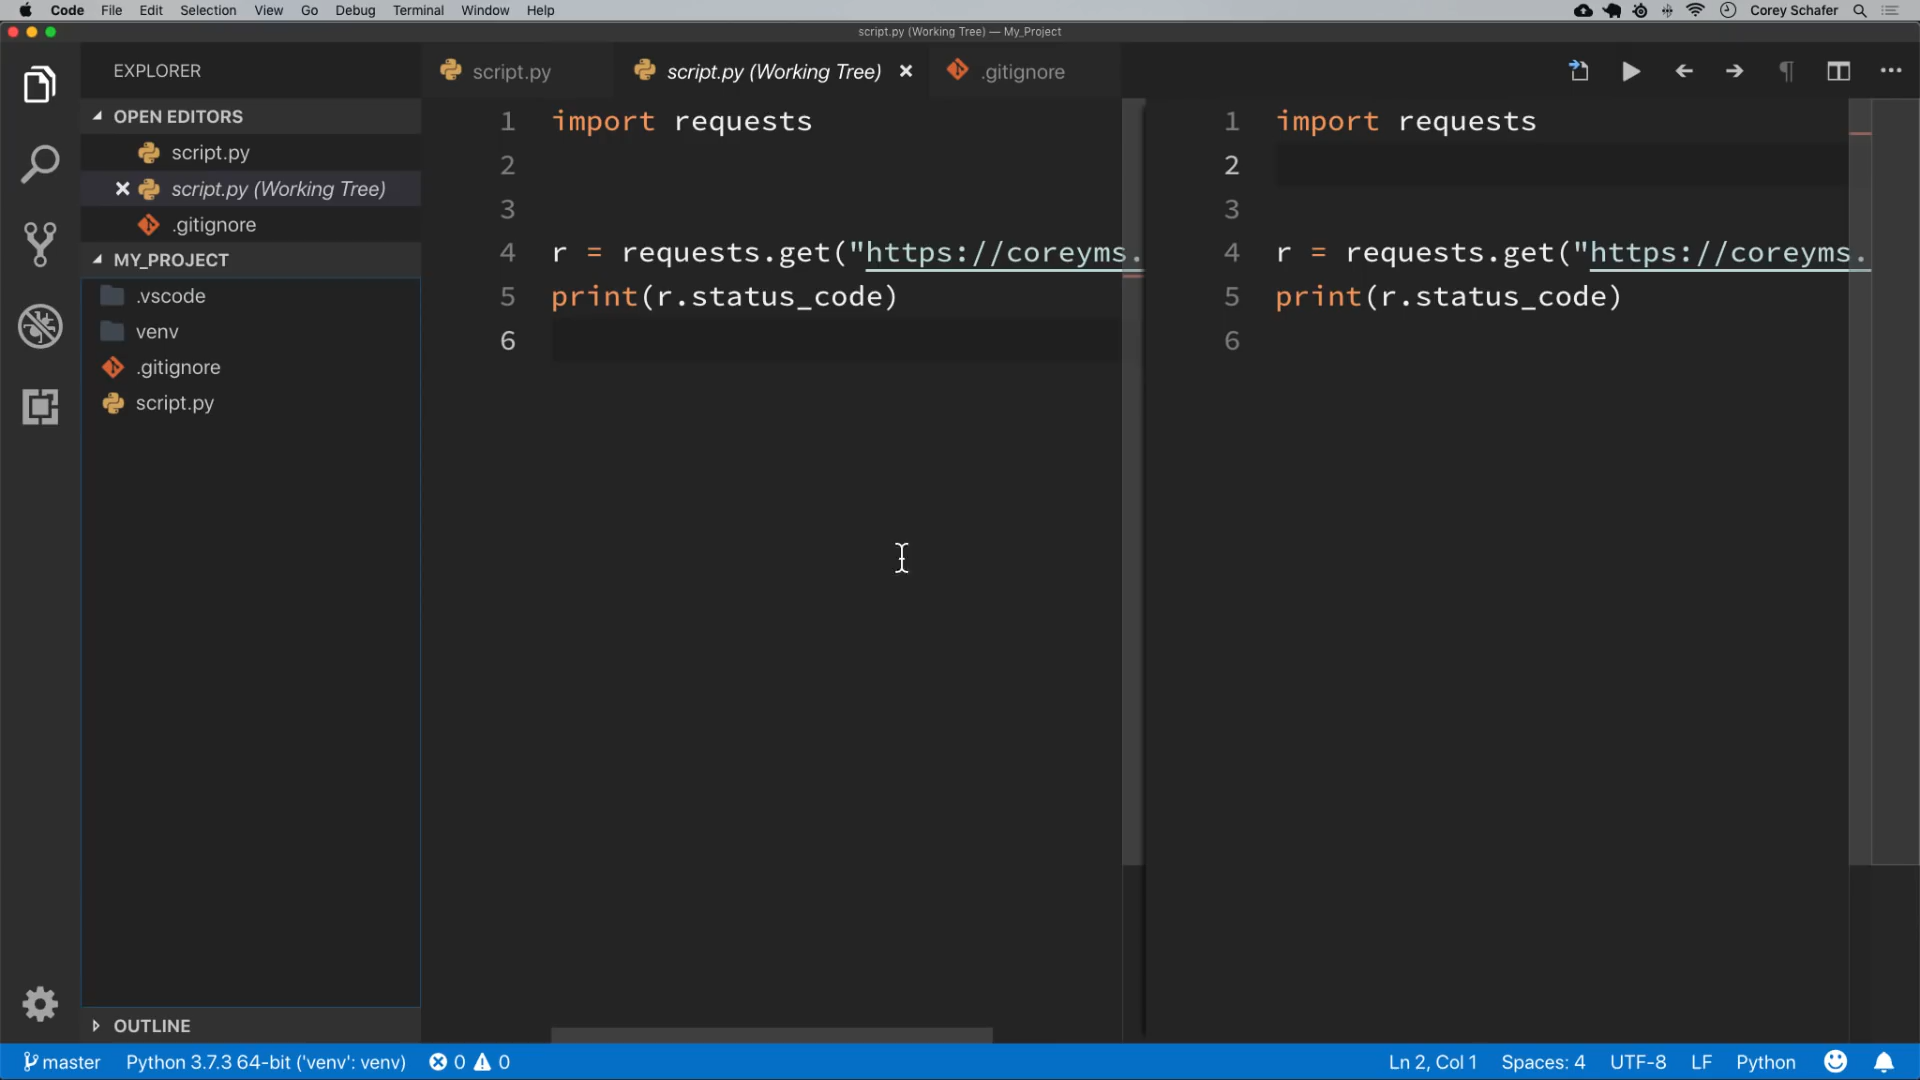 Code File Edit Selection View Go Debug Terminal Window Help Corey Schafer
script.py (Working Tree) — My_Project
EXPLORER
script.py
script.py (Working Tree)
.gitignore
OPEN EDITORS
script.py
script.py (Working Tree)
.gitignore
MY_PROJECT
.vscode
venv
.gitignore
script.py
OUTLINE
1 import requests
2
3
4 r = requests.get("https://coreyms.
5 print(r.status_code)
6
1 import requests
2
3
4 r = requests.get("https://coreyms.
5 print(r.status_code)
6
master Python 3.7.3 64-bit ('venv': venv) 0 0 Ln 2, Col 1 Spaces: 4 UTF-8 LF Python